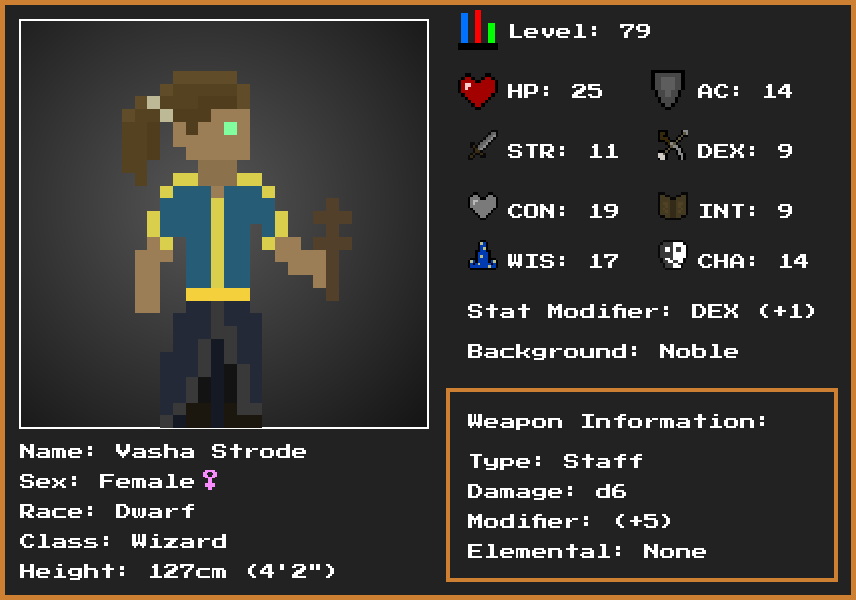 Level: 79
HP: 25
AC: 14
STR: 11
DEX: 9
CON: 19
INT: 9
WIS: 17
CHA: 14
Stat Modifier: DEX (+1)
Background: Noble
Weapon Information:
Type: Staff
Damage: d6
Modifier: (+5)
Elemental: None
Name: Vasha Strode
Sex: Female♀
Race: Dwarf
Class: Wizard
Height: 127cm (4'2")